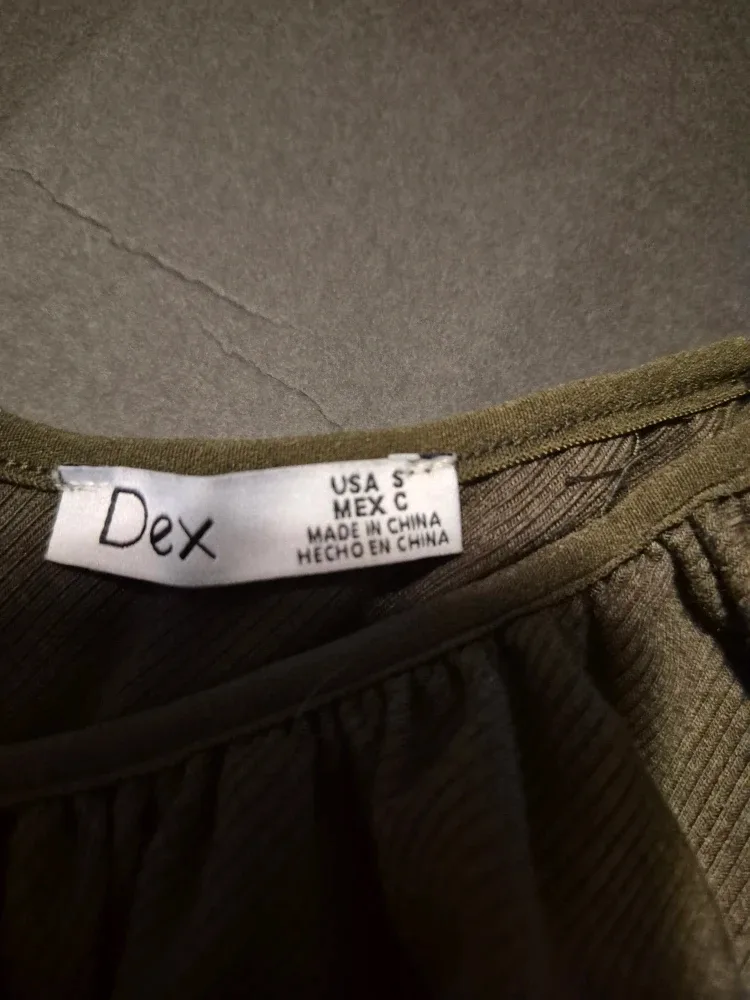 Dex
USA S
MEX C
MADE IN CHINA
HECHO EN CHINA